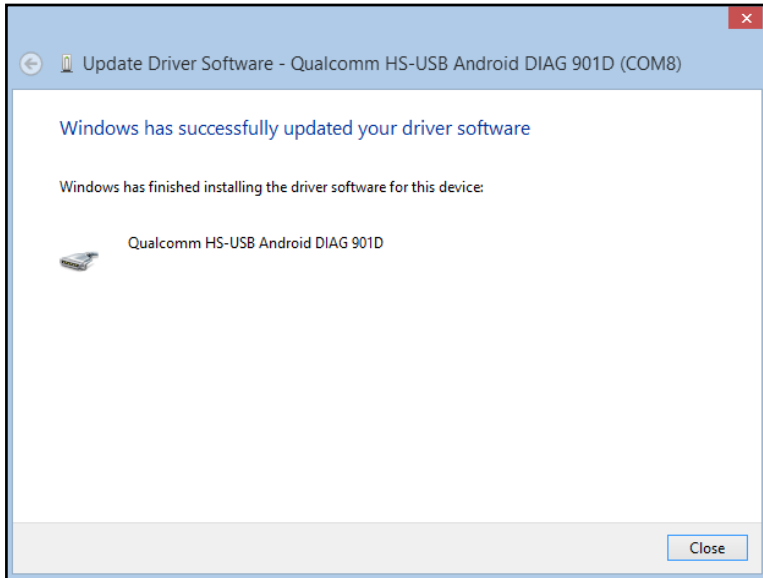 Update Driver Software - Qualcomm HS-USB Android DIAG 901D (COM8)
Windows has successfully updated your driver software
Windows has finished installing the driver software for this device:
Qualcomm HS-USB Android DIAG 901D
Close